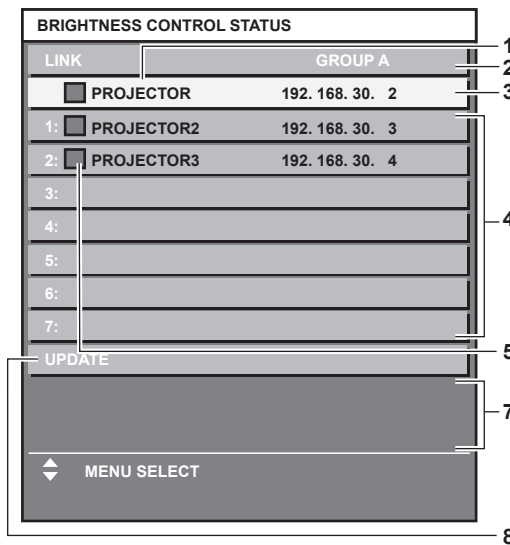 BRIGHTNESS CONTROL STATUS
LINK GROUP A
PROJECTOR 192. 168. 30. 2
1: PROJECTOR2 192. 168. 30. 3
2: PROJECTOR3 192. 168. 30. 4
3:
4:
5:
6:
7:
UPDATE
MENU SELECT
1
2
3
4
5
7
8